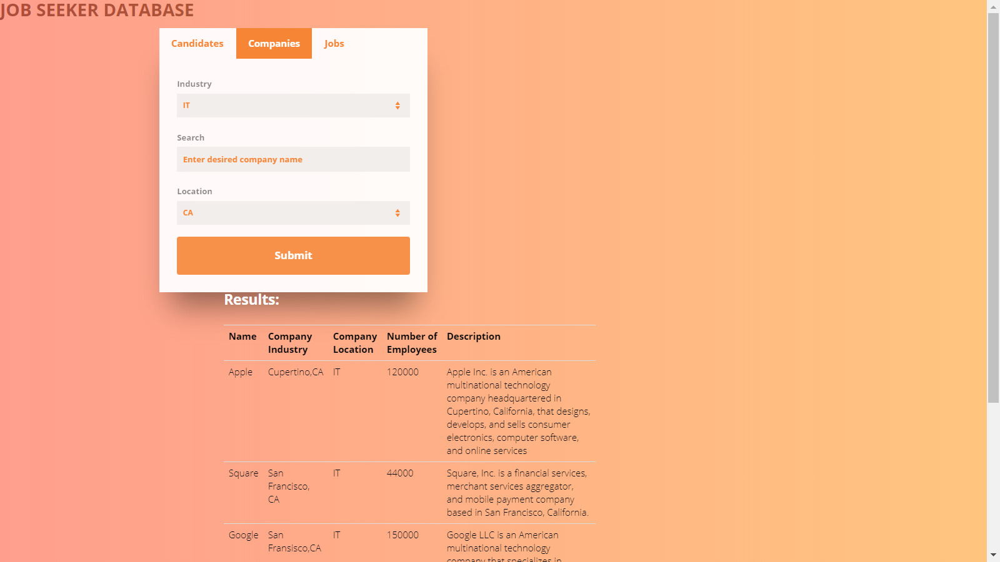 JOB SEEKER DATABASE
Candidates Companies Jobs
Industry
IT
Search
Enter desired company name
Location
CA
Submit
Results:
Name Company Industry Company Location Number of Employees Description
Apple Cupertino,CA IT 120000 Apple Inc. is an American
multinational technology
company headquartered in
Cupertino, California, that designs,
develops, and sells consumer
electronics, computer software,
and online services
Square San Francisco, CA IT 44000 Square, Inc. is a financial services,
merchant services aggregator,
and mobile payment company
based in San Francisco, California.
Google San Fransisco,CA IT 150000 Google LLC is an American
multinational technology
company that specializes in